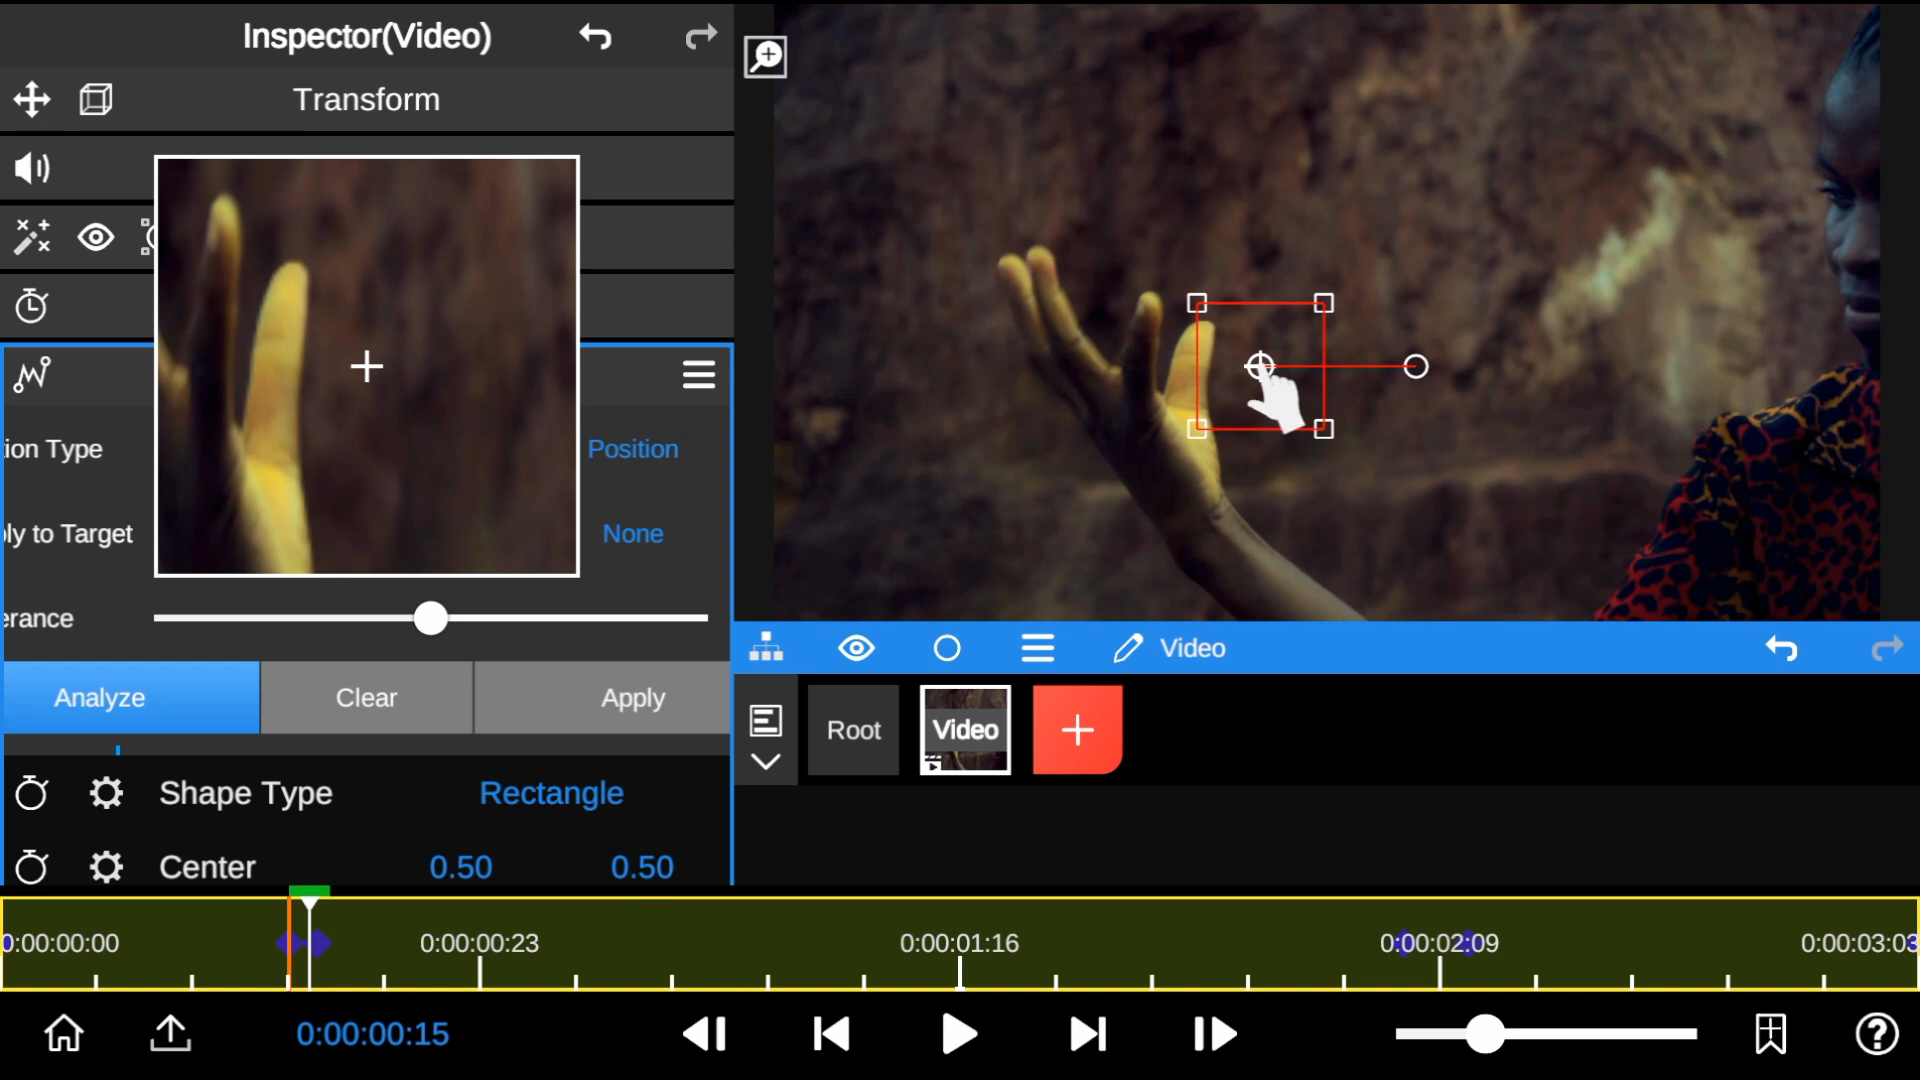 Inspector(Video)
Transform
ion Type
Position
ly to Target
None
erance
Analyze
Clear
Apply
Shape Type
Rectangle
Center
0.50
0.50
Video
Root
Video
0:00:00:00
0:00:00:23
0:00:01:16
0:00:02:09
0:00:03:03
0:00:00:15